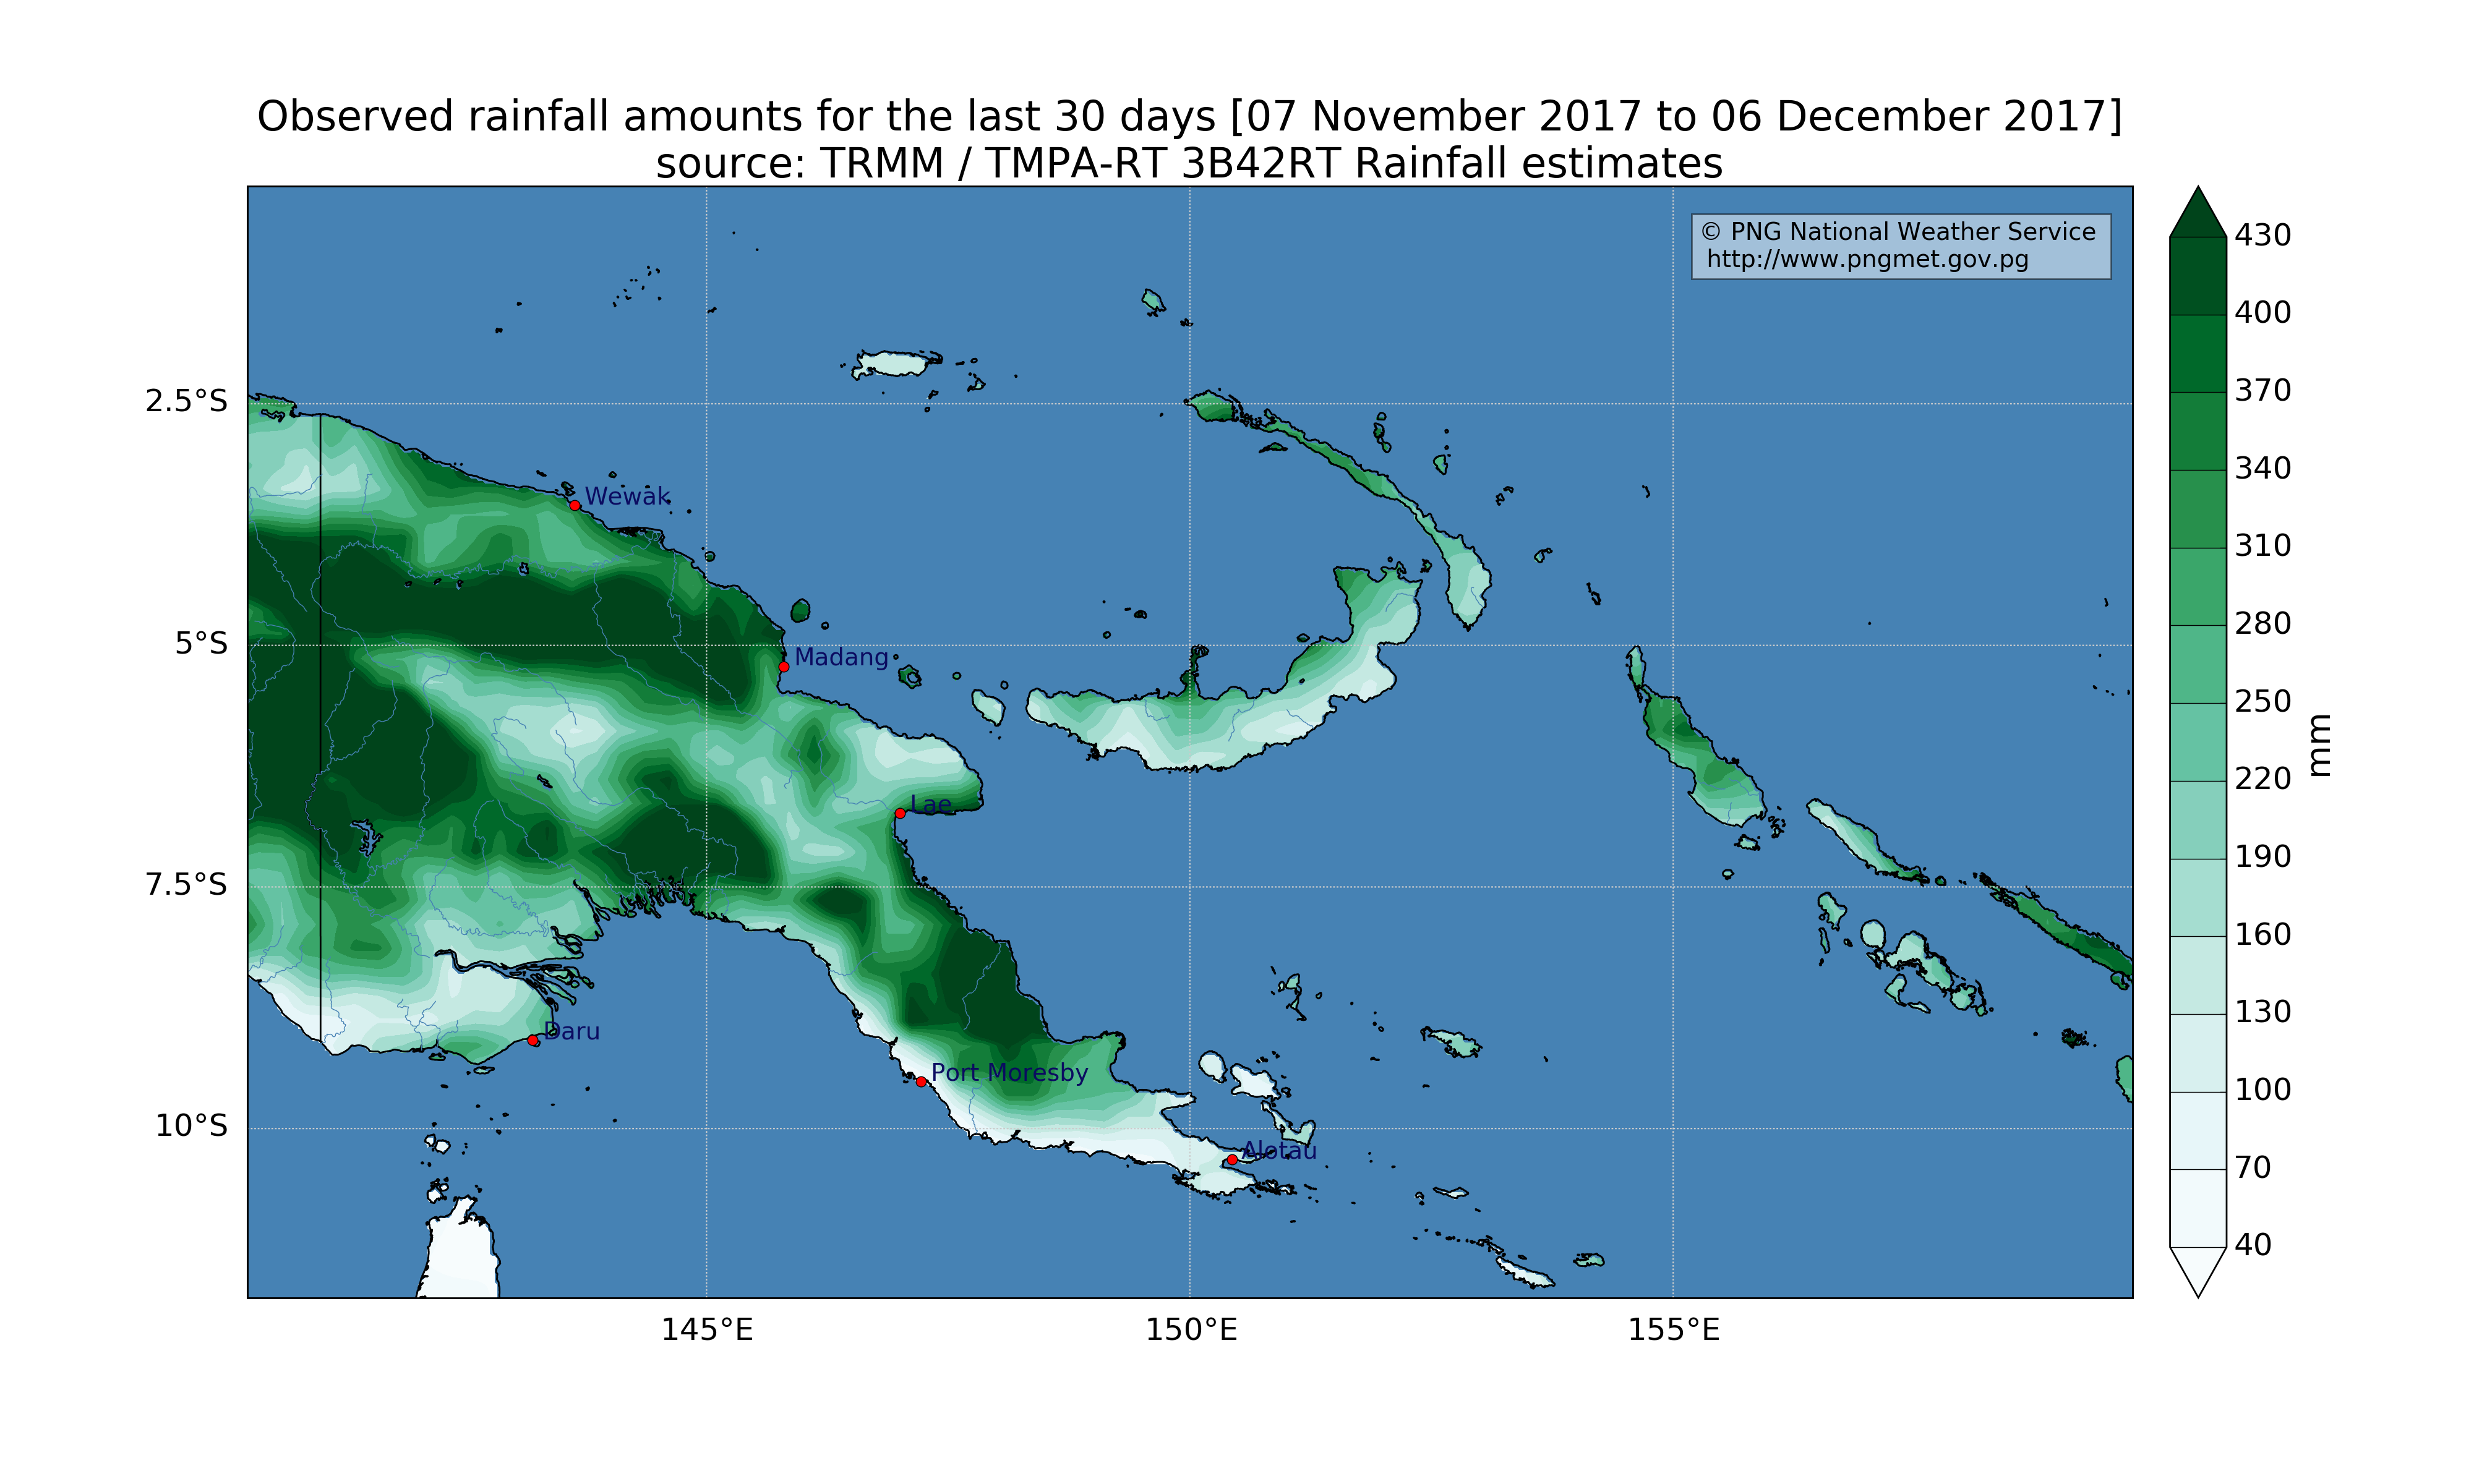 Observed rainfall amounts for the last 30 days [07 November 2017 to 06 December 2017]
source: TRMM / TMPA-RT 3B42RT Rainfall estimates
© PNG National Weather Service
http://www.pngmet.gov.pg
430
400
370
340
310
280
250
220
190
160
130
100
70
40
mm
2.5°S
5°S
7.5°S
10°S
Wewak
Madang
Lae
Daru
Port Moresby
Alotau
145°E
150°E
155°E